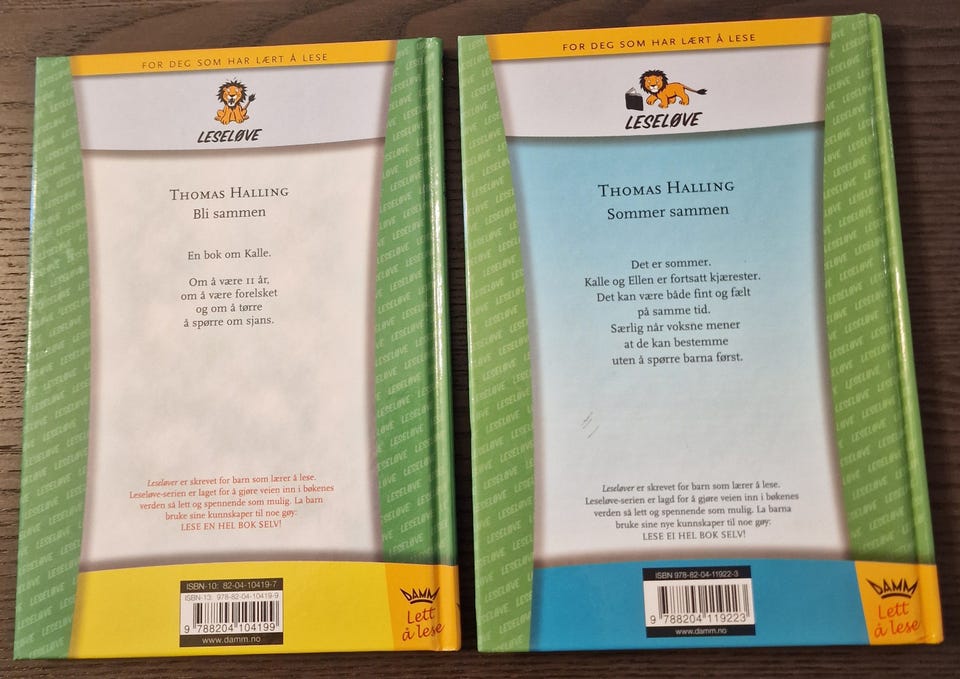 FOR DEG SOM HAR LÆRT Å LESE
LESELØVE
THOMAS HALLING
Bli sammen
En bok om Kalle.
Om å være 11 år,
om å være forelsket
og om å tørre
å spørre om sjans.
Leseløver er skrevet for barn som lærer å lese.
Leseløve-serien er laget for å gjøre veien inn i bøkenes
verden så lett og spennende som mulig. La barn
bruke sine kunnskaper til noe gøy:
LESE EN HEL BOK SELV!
ISBN-10: 82-04-10419-7
ISBN-13: 978-82-04-10419-9
9 788204 104199
www.damm.no
DAMM
Lett
å lese
FOR DEG SOM HAR LÆRT Å LESE
LESELØVE
THOMAS HALLING
Sommer sammen
Det er sommer.
Kalle og Ellen er fortsatt kjærester.
Det kan være både fint og fælt
på samme tid.
Særlig når voksne mener
at de kan bestemme
uten å spørre barna først.
Leseløver er skrevet for barn som lærer å lese.
Leseløve-serien er lagd for å gjøre veien inn i bøkenes
verden så lett og spennende som mulig. La barna
bruke sine nye kunnskaper til noe gøy:
LESE EI HEL BOK SELV!
ISBN 978-82-04-11922-3
9 788204 119223
www.damm.no
DAMM
Lett
å lese